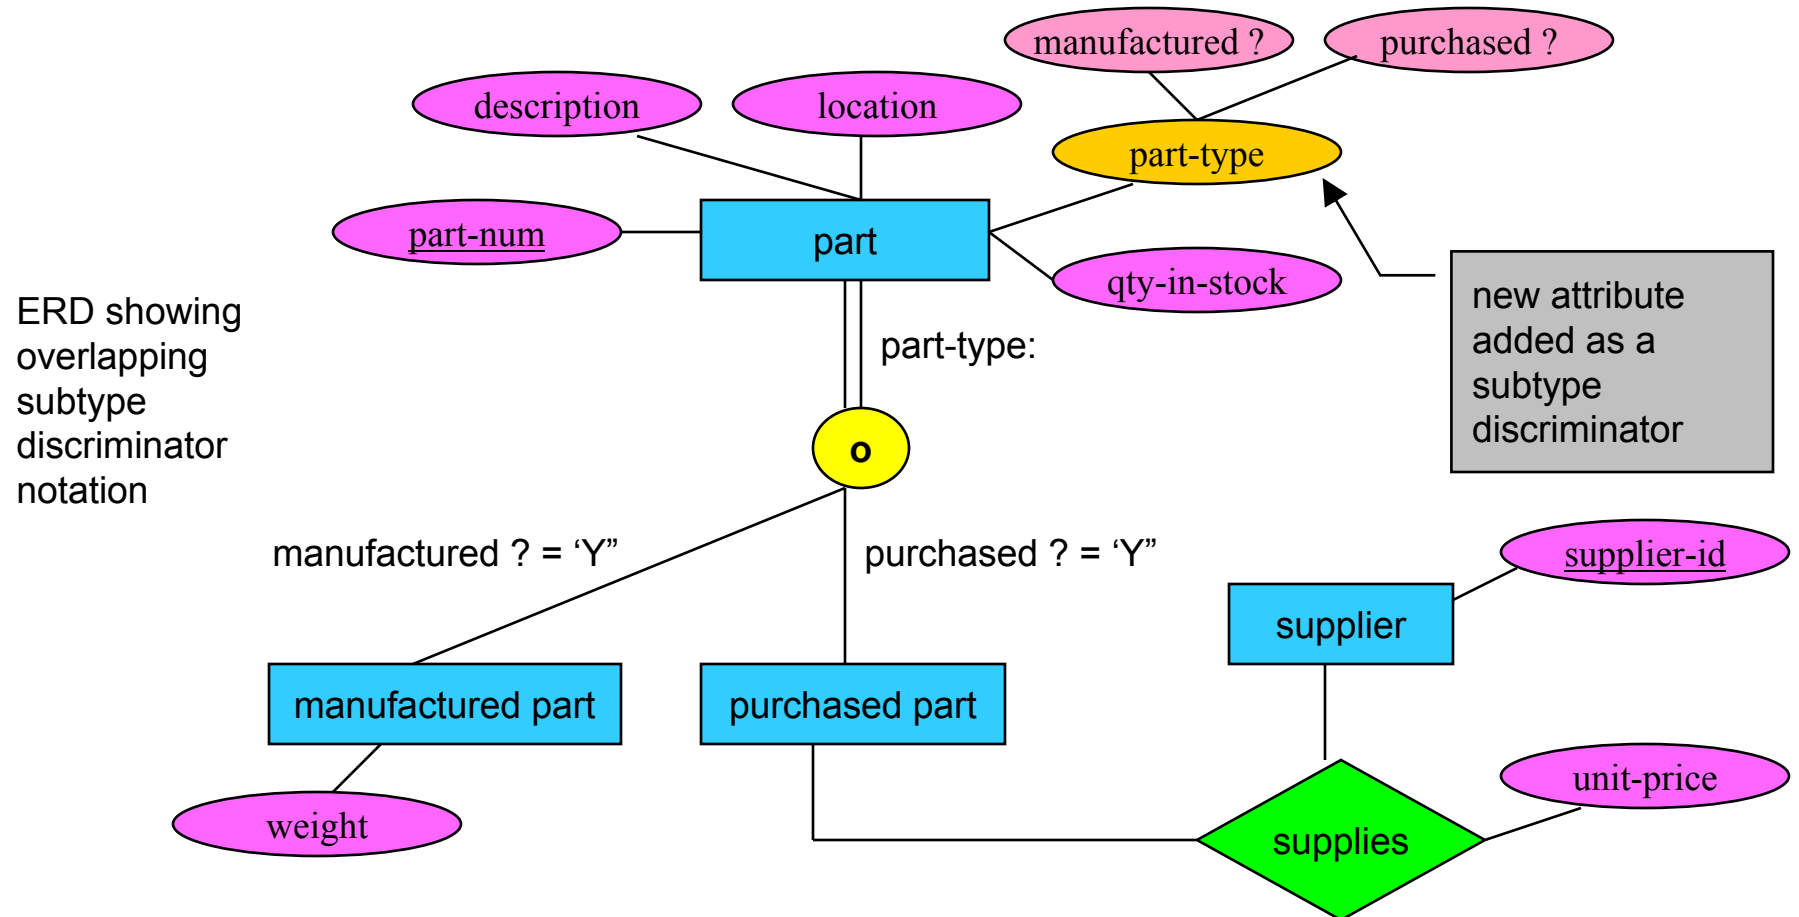 manufactured ?
purchased ?
description
location
part-type
part-num
part
qty-in-stock
new attribute
added as a
subtype
discriminator
ERD showing
overlapping
subtype
discriminator
notation
part-type:
o
manufactured ? = ‘Y”
purchased ? = ‘Y”
supplier-id
supplier
manufactured part
purchased part
unit-price
weight
supplies